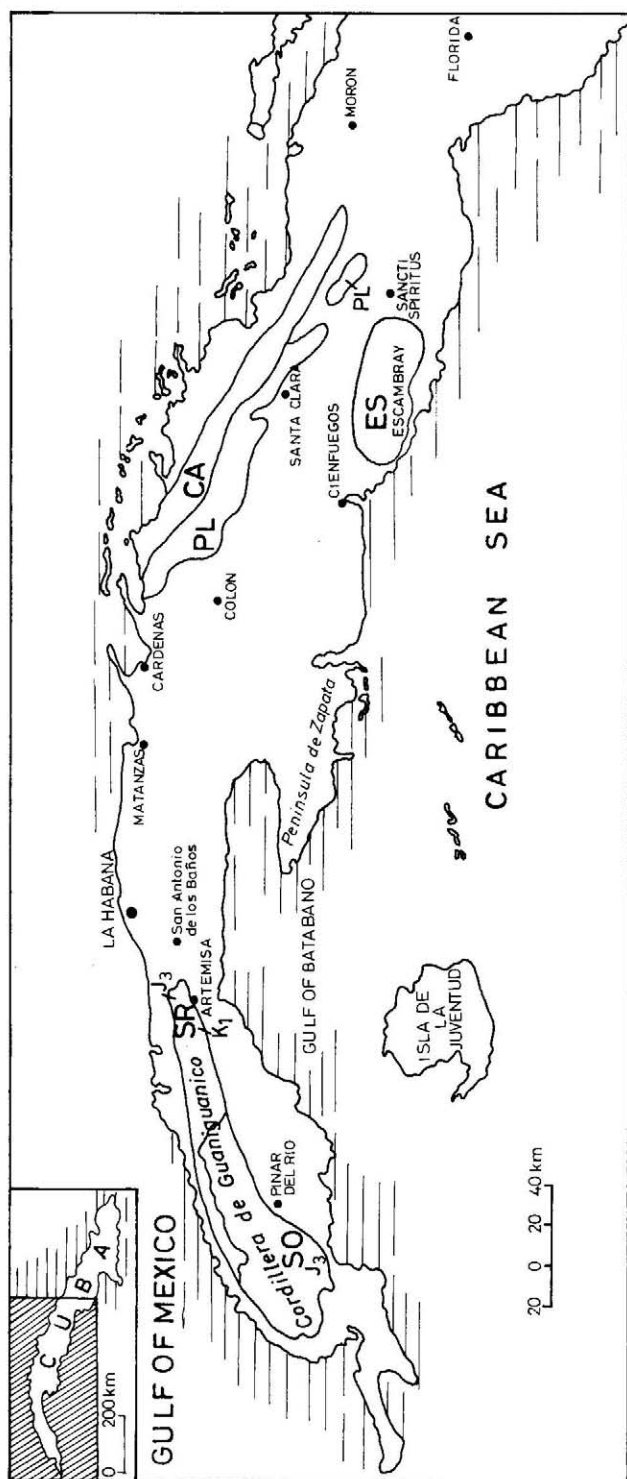 0 200km
C U B A
GULF OF MEXICO
LA HABANA
MATANZAS
CARDENAS
COLON
San Antonio
de los Baños
J₃
SR
ARTEMISA
K₁
Cordillera de Guaniguanico
PINAR
DEL RIO
SO
J₃
GULF OF BATABANO
Peninsula de Zapata
ISLA DE
LA
JUVENTUD
CA
PL
SANTA CLARA
CIENFUEGOS
ES
ESCAMBRAY
PL
SANCTI
SPIRITUS
MORON
FLORIDA
CARIBBEAN SEA
20 0 20 40 km